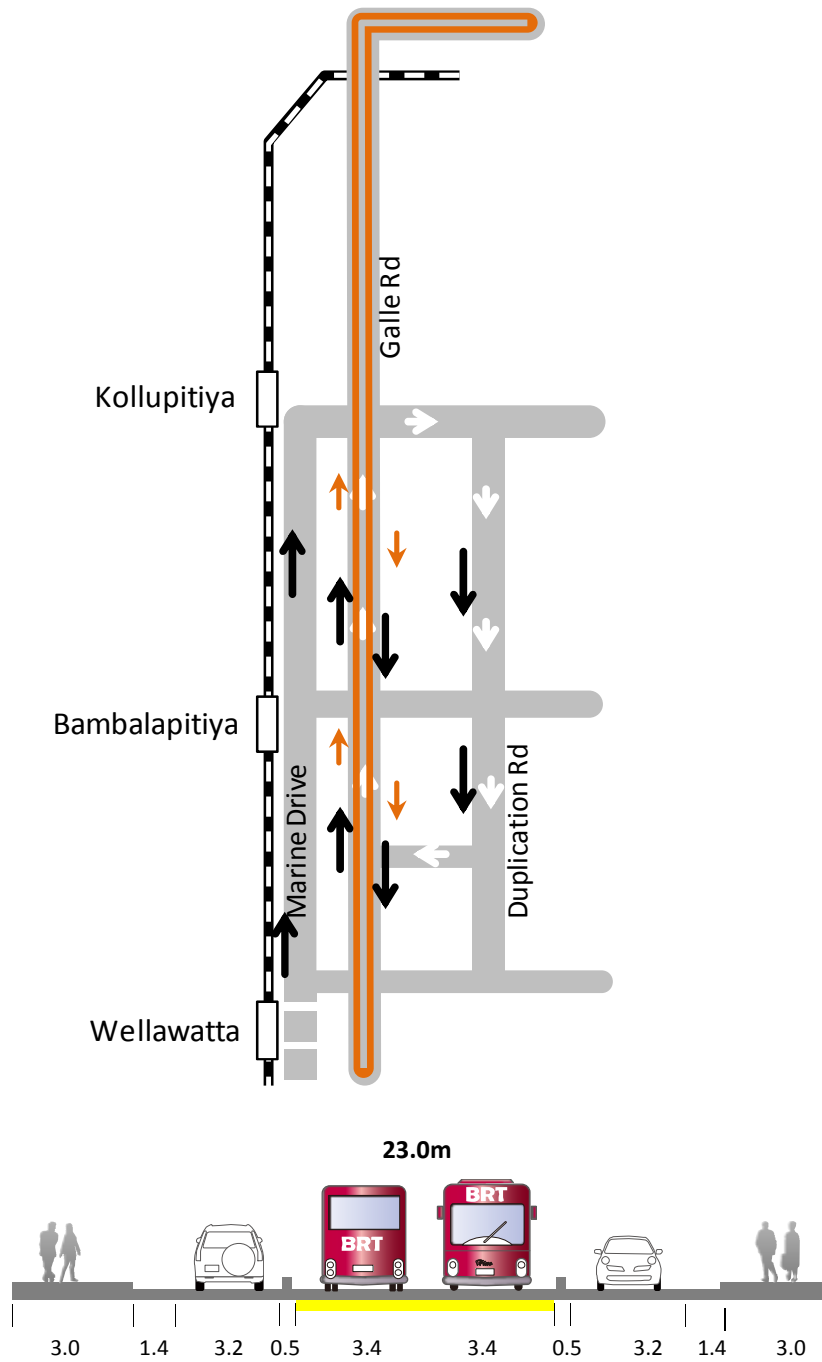 Galle Rd
Kollupitiya
Bambalapitiya
Marine Drive
Duplication Rd
Wellawatta
23.0m
BRT
BRT
3.0 1.4 3.2 0.5 3.4 3.4 0.5 3.2 1.4 3.0